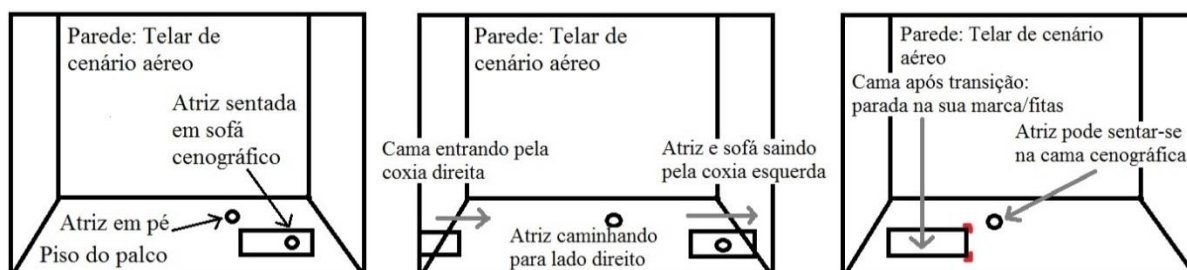 Parede: Telar de
cenário aéreo
Atriz sentada
em sofá
cenográfico
Atriz em pé
Piso do palco
Parede: Telar de
cenário aéreo
Cama entrando pela
coxia direita
Atriz e sofá saindo
pela coxia esquerda
Atriz caminhando
para lado direito
Parede: Telar de cenário
aéreo
Cama após transição:
parada na sua marca/fitas
Atriz pode sentar-se
na cama cenográfica